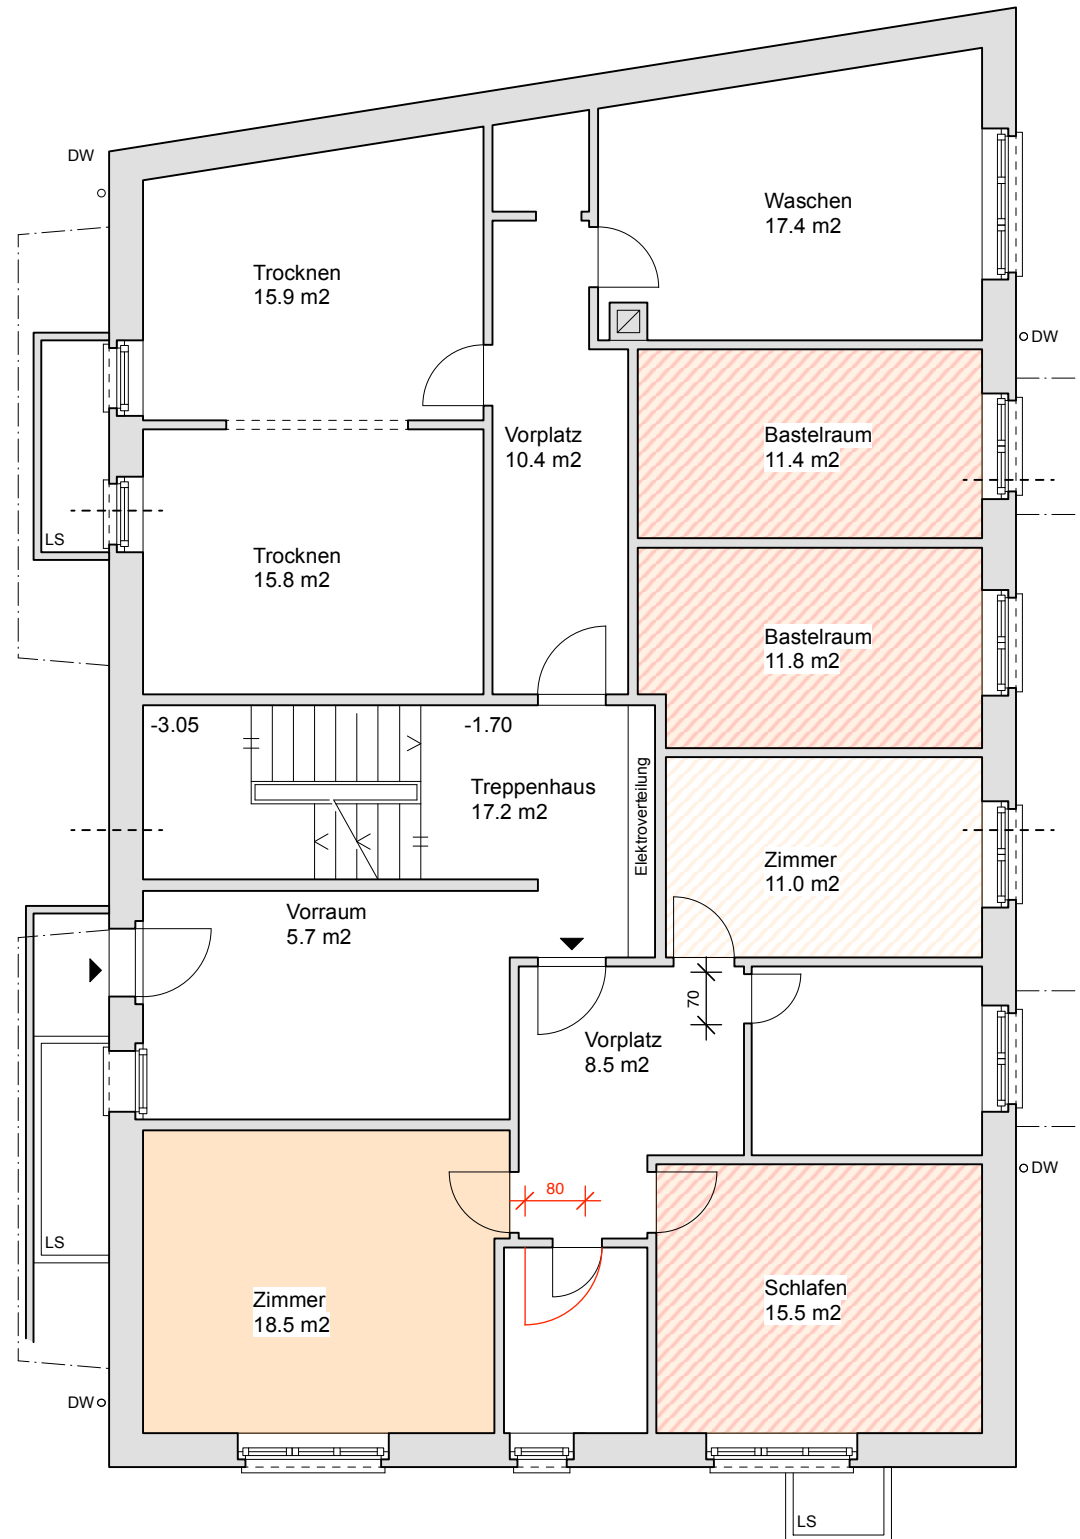 DW
Waschen
17.4 m2
Trocknen
15.9 m2
DW
Vorplatz
10.4 m2
Bastelraum
11.4 m2
LS
Trocknen
15.8 m2
Bastelraum
11.8 m2
-3.05
-1.70
Treppenhaus
17.2 m2
Elektroverteilung
Zimmer
11.0 m2
Vorraum
5.7 m2
70
Vorplatz
8.5 m2
DW
80
LS
Zimmer
18.5 m2
Schlafen
15.5 m2
DW
LS